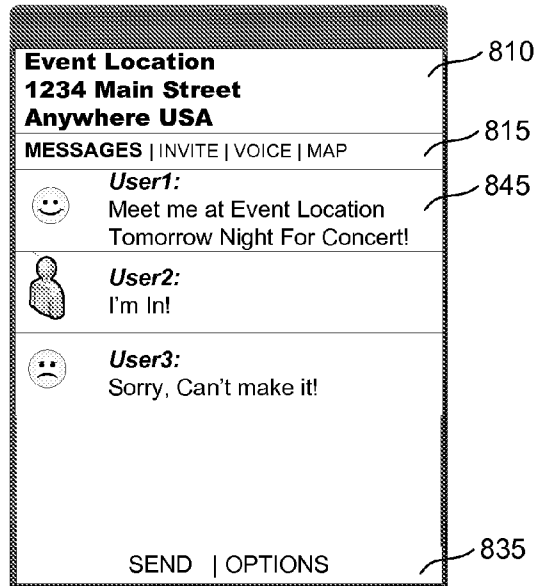 Event Location
1234 Main Street
Anywhere USA
810
MESSAGES | INVITE | VOICE | MAP
815
User1:
845
Meet me at Event Location
Tomorrow Night For Concert!
User2:
I'm In!
User3:
Sorry, Can't make it!
SEND | OPTIONS
835